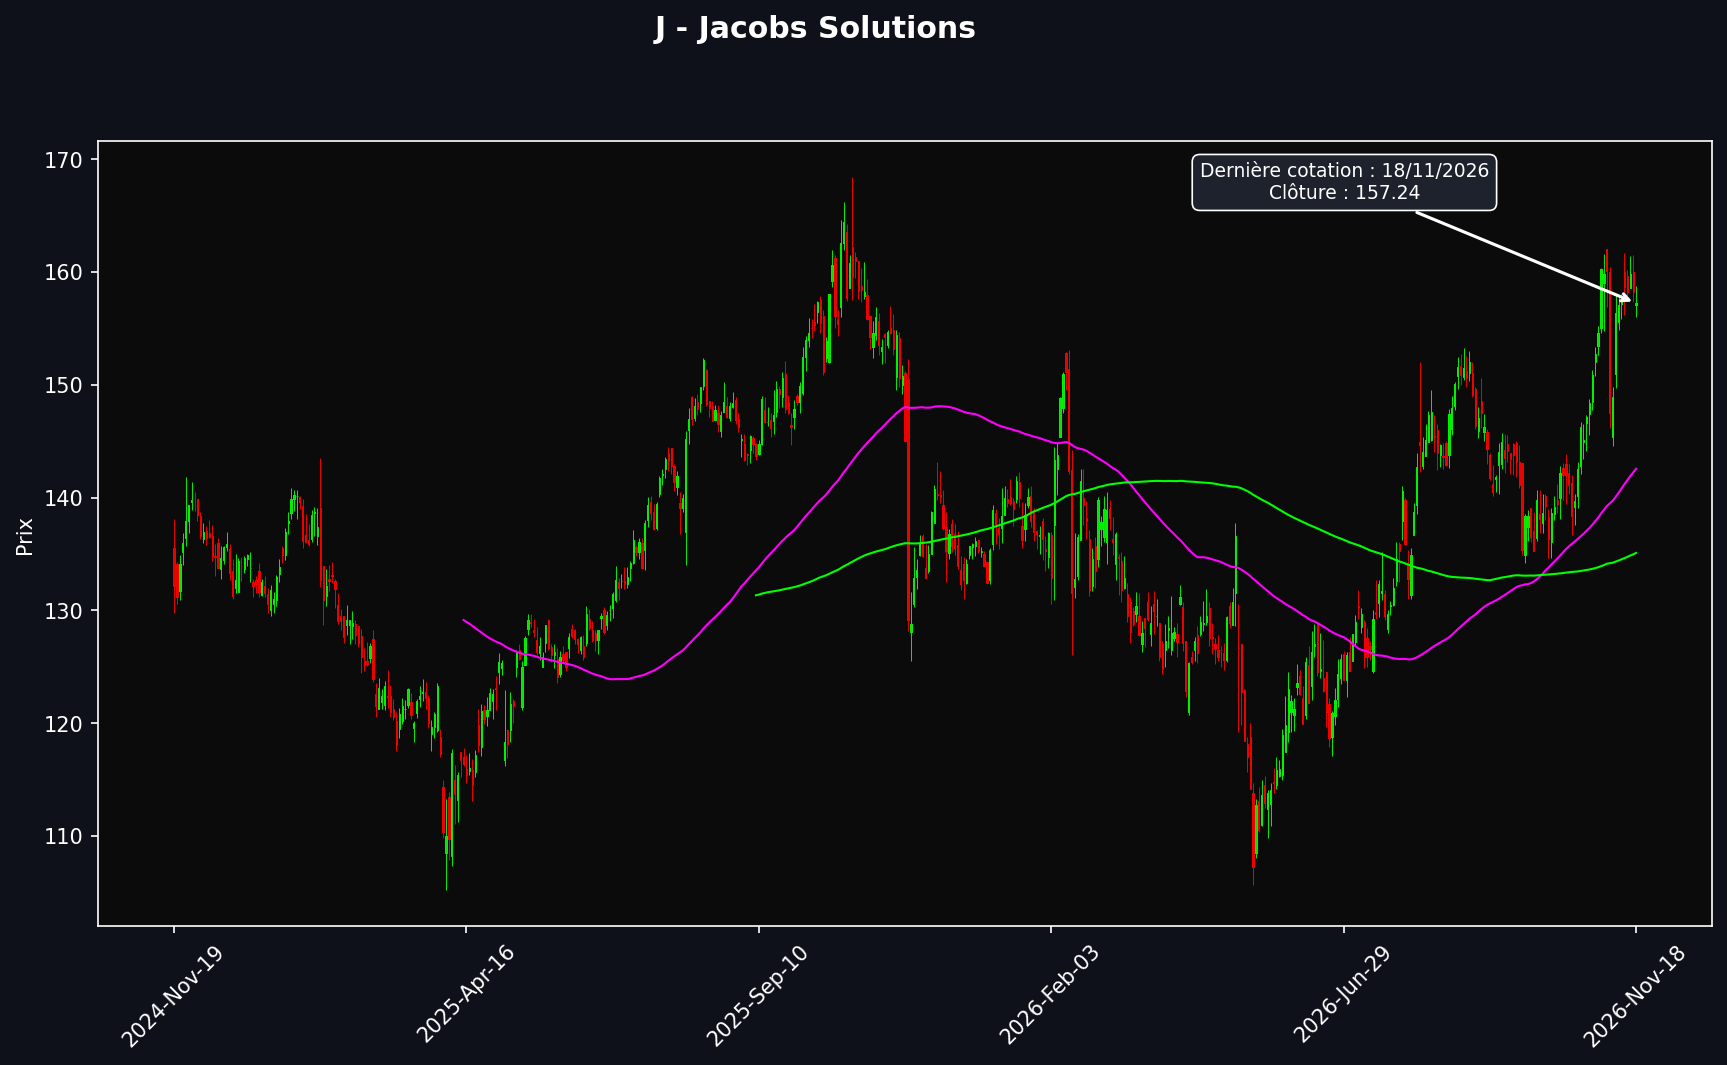 J - Jacobs Solutions
Dernière cotation : 18/11/2026
Clôture : 157.24
Prix
170
160
150
140
130
120
110
2024-Nov-19
2025-Apr-16
2025-Sep-10
2026-Feb-03
2026-Jun-29
2026-Nov-18